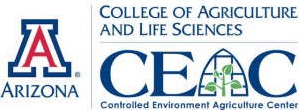 A
ARIZONA
COLLEGE OF AGRICULTURE
AND LIFE SCIENCES
CEAC
Controlled Environment Agriculture Center